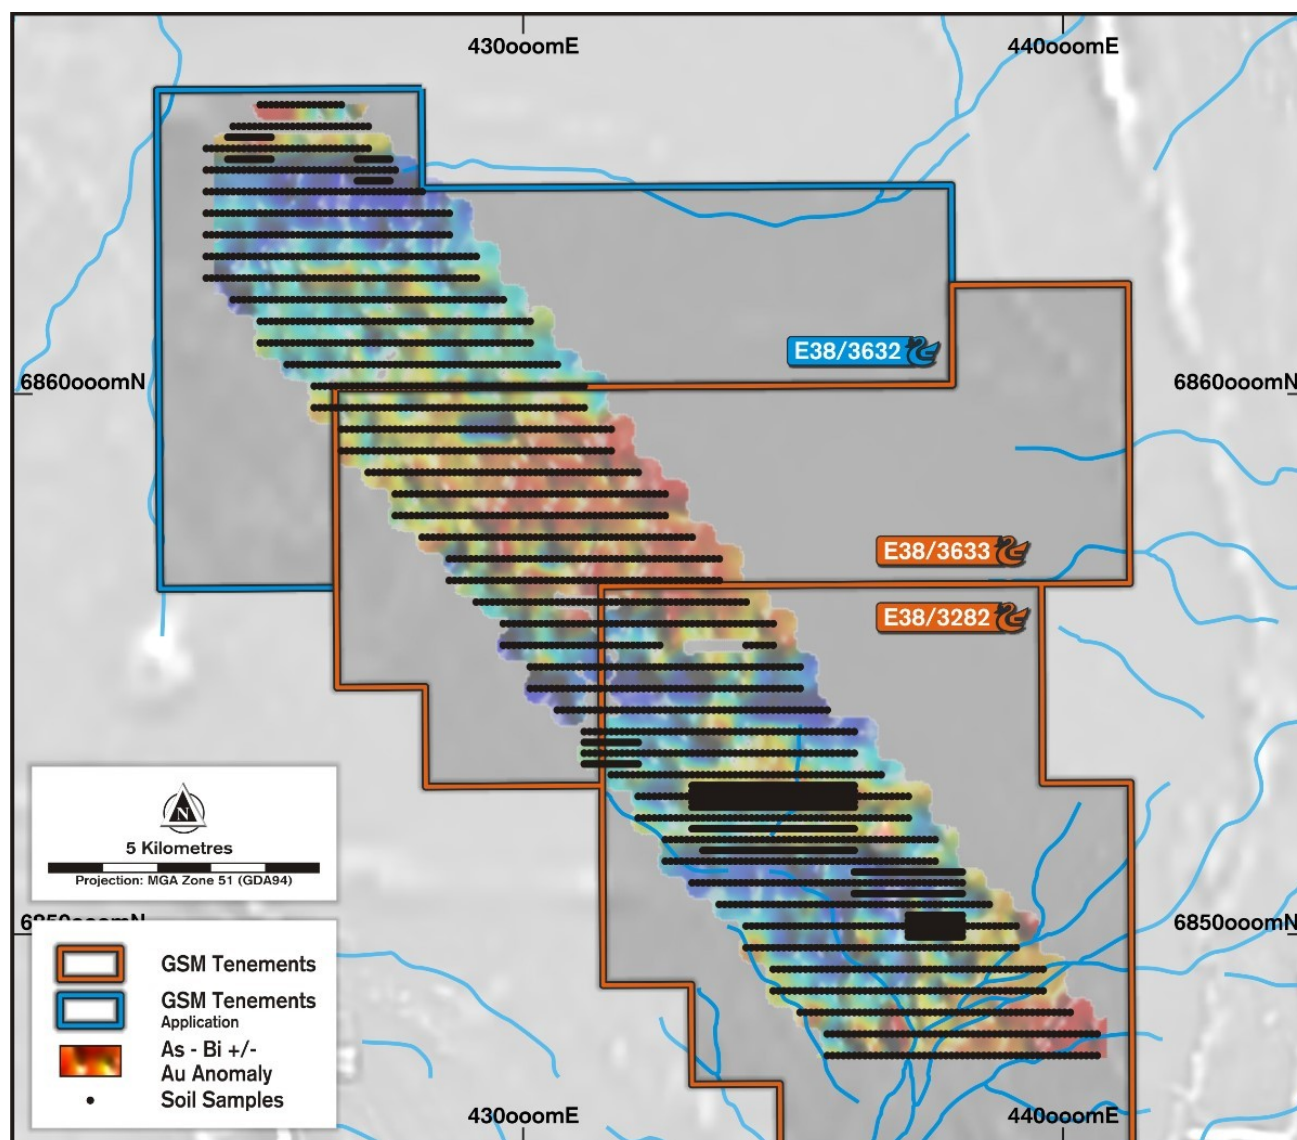 430000mE
440000mE
E38/3632
6860000mN
6860000mN
E38/3633
E38/3282
N
5 Kilometres
Projection: MGA Zone 51 (GDA94)
6850000mN
6850000mN
GSM Tenements
GSM Tenements
Application
As - Bi +/-
Au Anomaly
Soil Samples
430000mE
440000mE